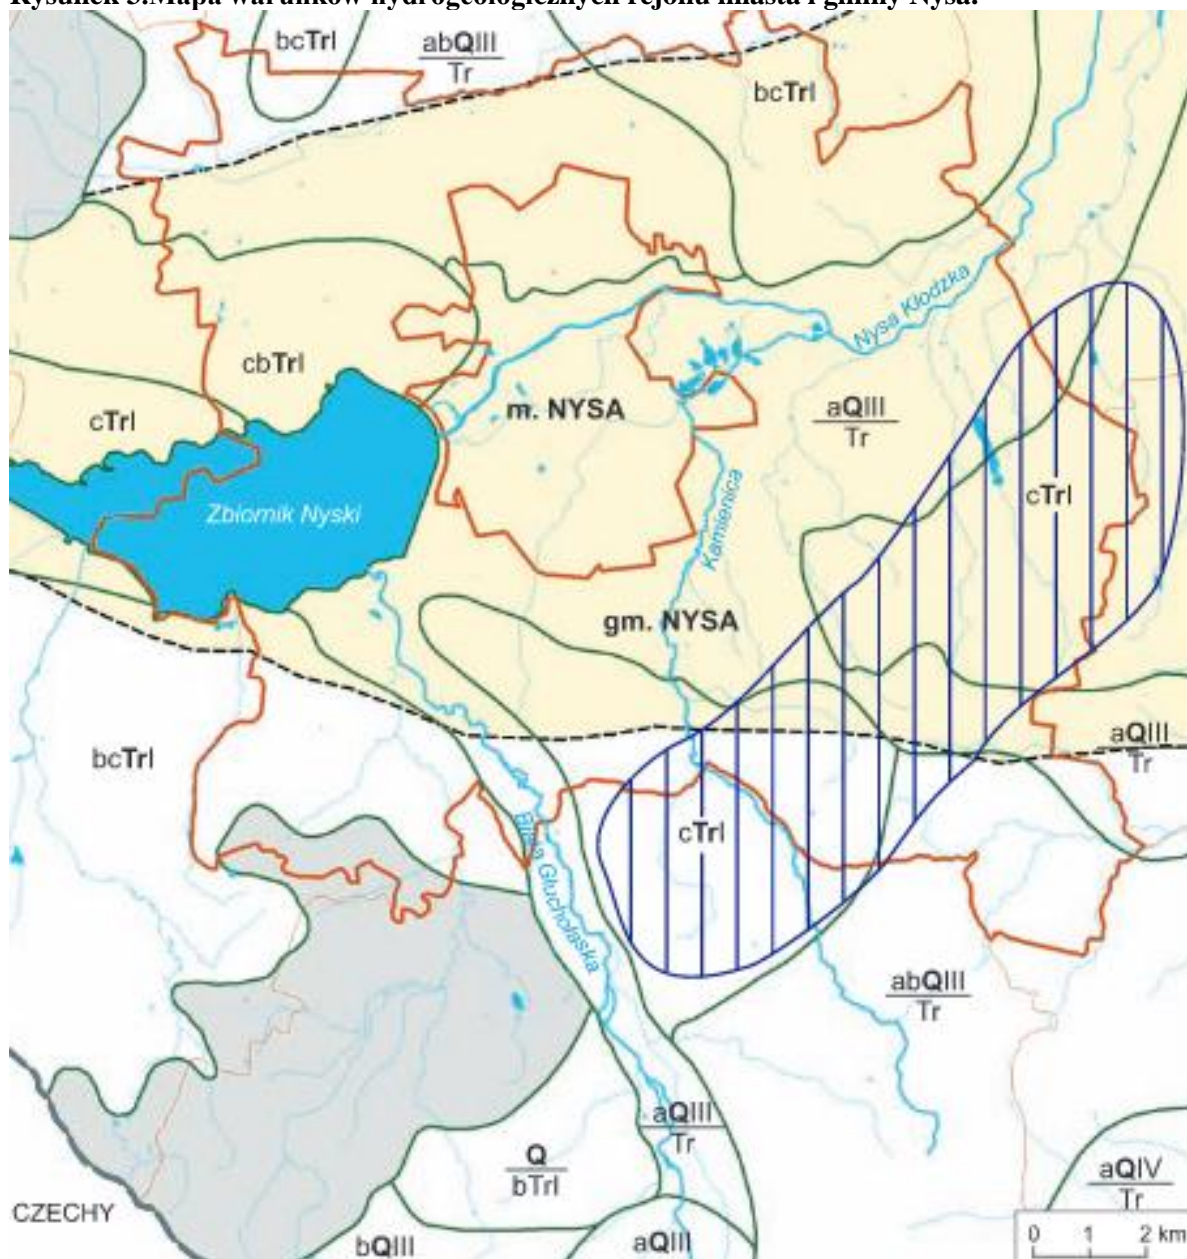 Rysunek 3.Mapa warunków hydrogeologicznych rejonu miasta i gminy Nysa.
bcTrI
abQIII
Tr
bcTrI
Nysa Kłodzka
cbTrI
cTrI
m. NYSA
aQIII
Tr
cTrI
Zbiornik Nyski
Kamienica
gm. NYSA
bcTrI
aQIII
Tr
cTrI
Biała Głuchołaska
abQIII
Tr
aQIII
Tr
Q
bTrI
aQIV
Tr
CZECHY
bQIII
aQIII
0 1 2 km